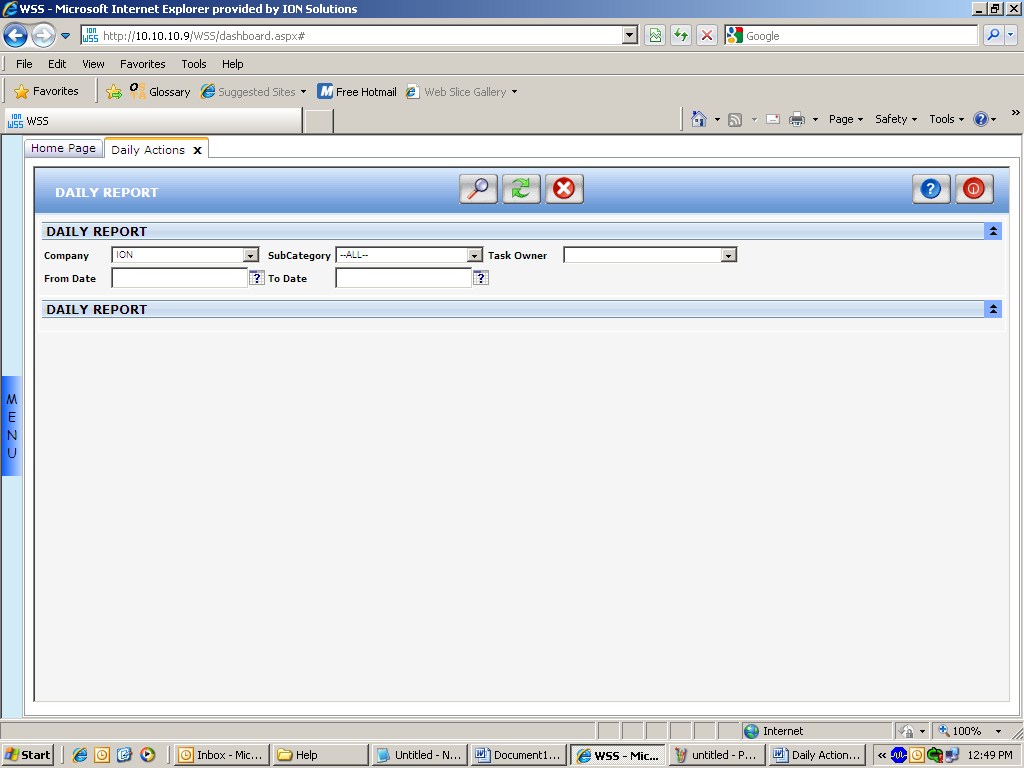 WSS - Microsoft Internet Explorer provided by ION Solutions
ION WSS http://10.10.10.9/WSS/dashboard.aspx# Google
File Edit View Favorites Tools Help
Favorites Glossary Suggested Sites Free Hotmail Web Slice Gallery
ION WSS WSS Page Safety Tools
Home Page Daily Actions x
DAILY REPORT
DAILY REPORT
Company ION SubCategory --ALL-- Task Owner
From Date To Date
DAILY REPORT
M
E
N
U
Internet 100%
Start Inbox - Mic... Help Untitled - N... Document1... WSS - Mic... untitled - P... Daily Action... « 12:49 PM